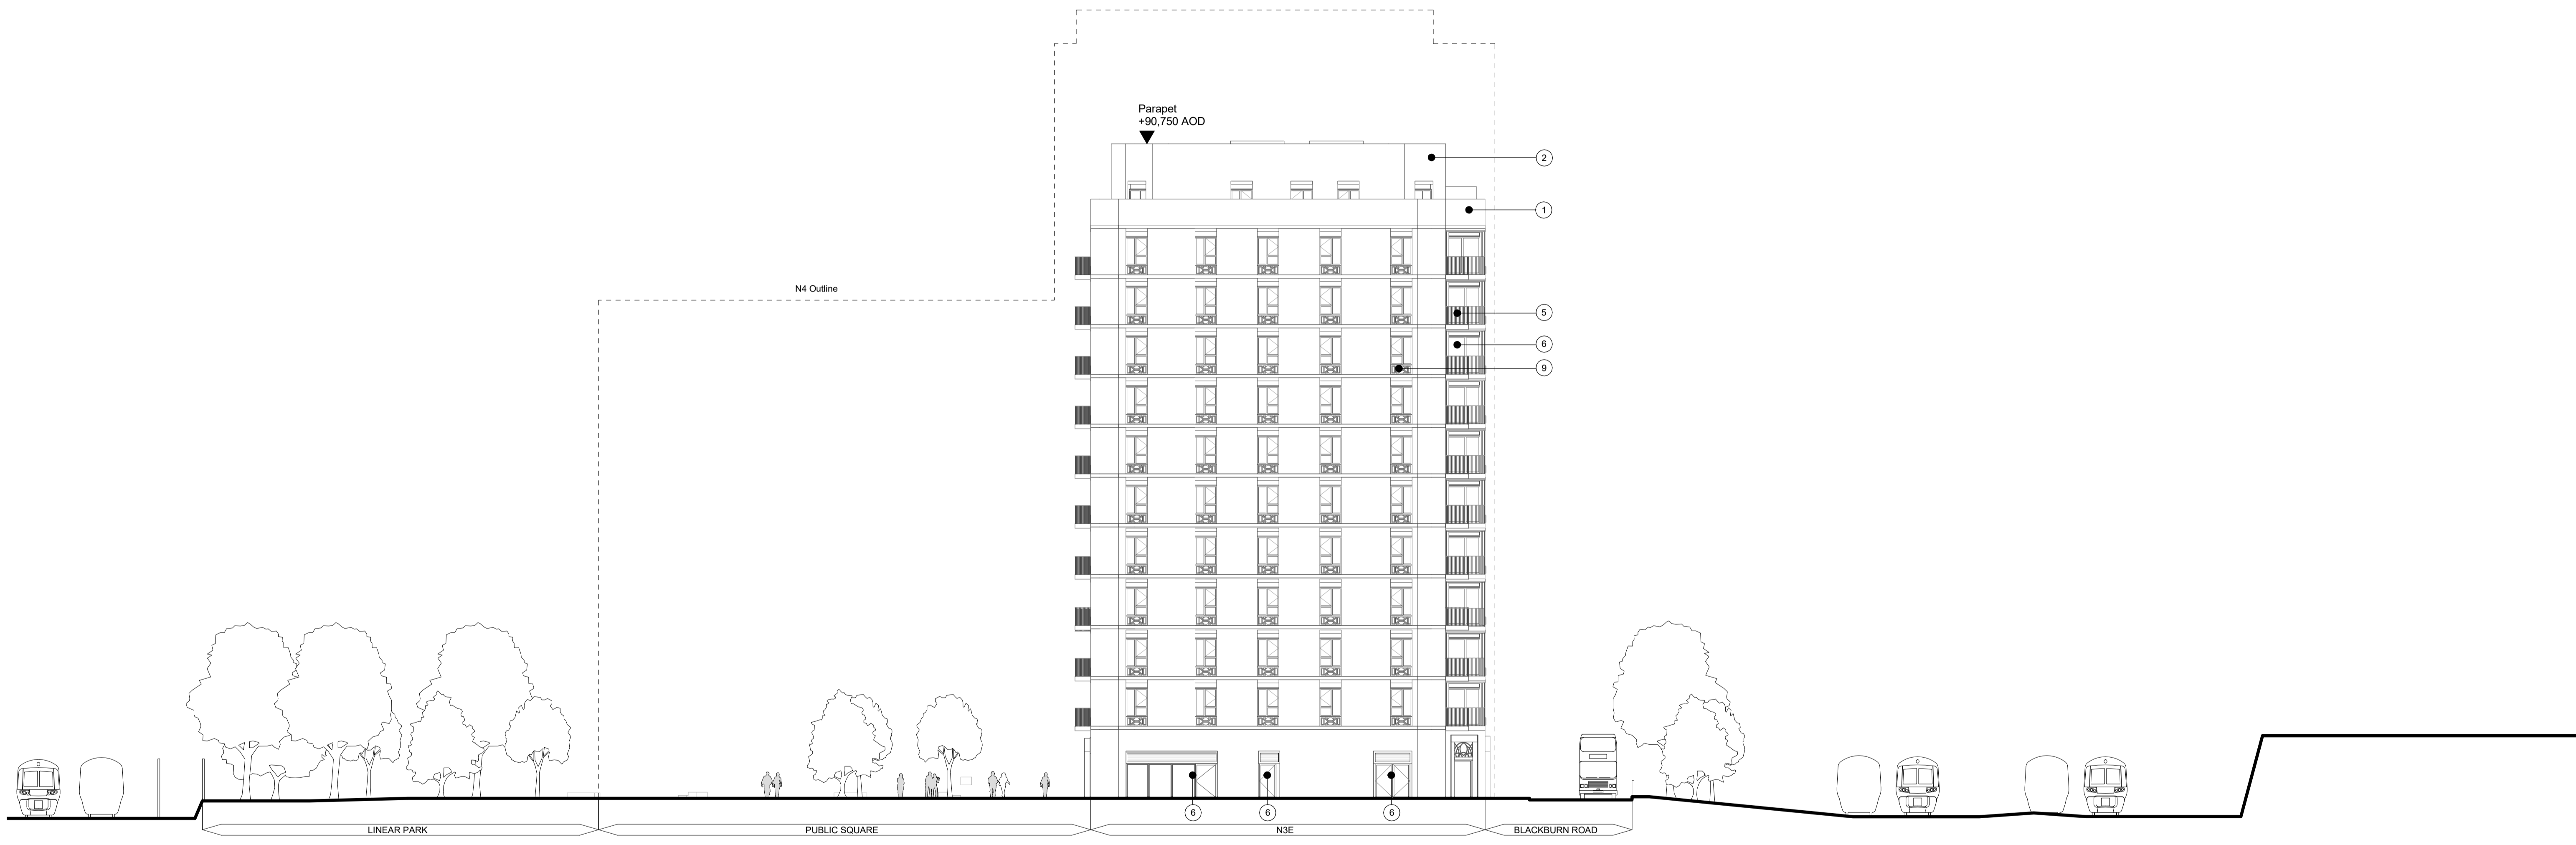 Parapet
+90,750 AOD
2
1
N4 Outline
5
6
9
6
6
6
LINEAR PARK
PUBLIC SQUARE
N3E
BLACKBURN ROAD